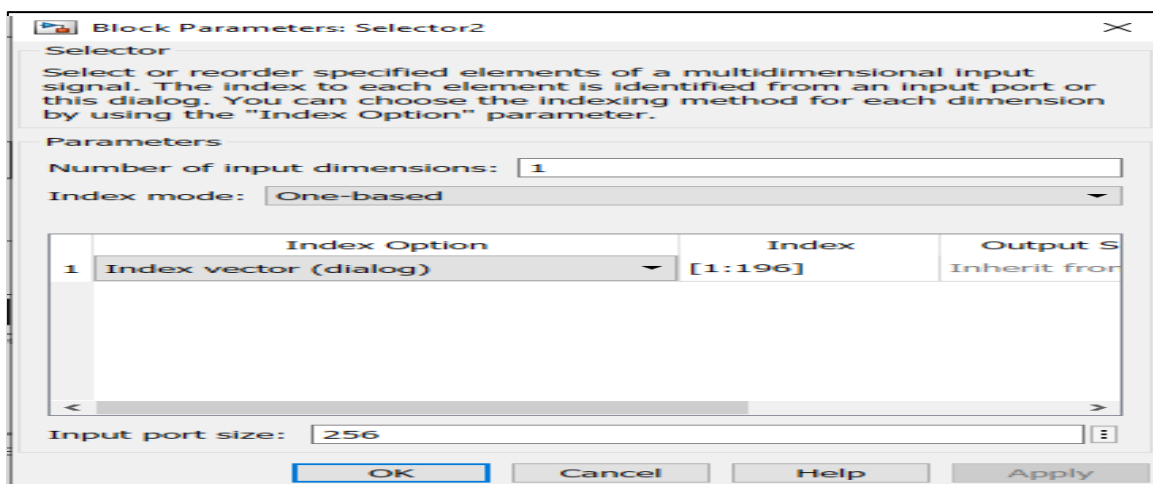 Block Parameters: Selector2
Selector
Select or reorder specified elements of a multidimensional input
signal. The index to each element is identified from an input port or
this dialog. You can choose the indexing method for each dimension
by using the "Index Option" parameter.
Parameters
Number of input dimensions: 1
Index mode: One-based
Index Option Index Output S
1 Index vector (dialog) [1:196] Inherit fror
Input port size: 256
OK Cancel Help Apply